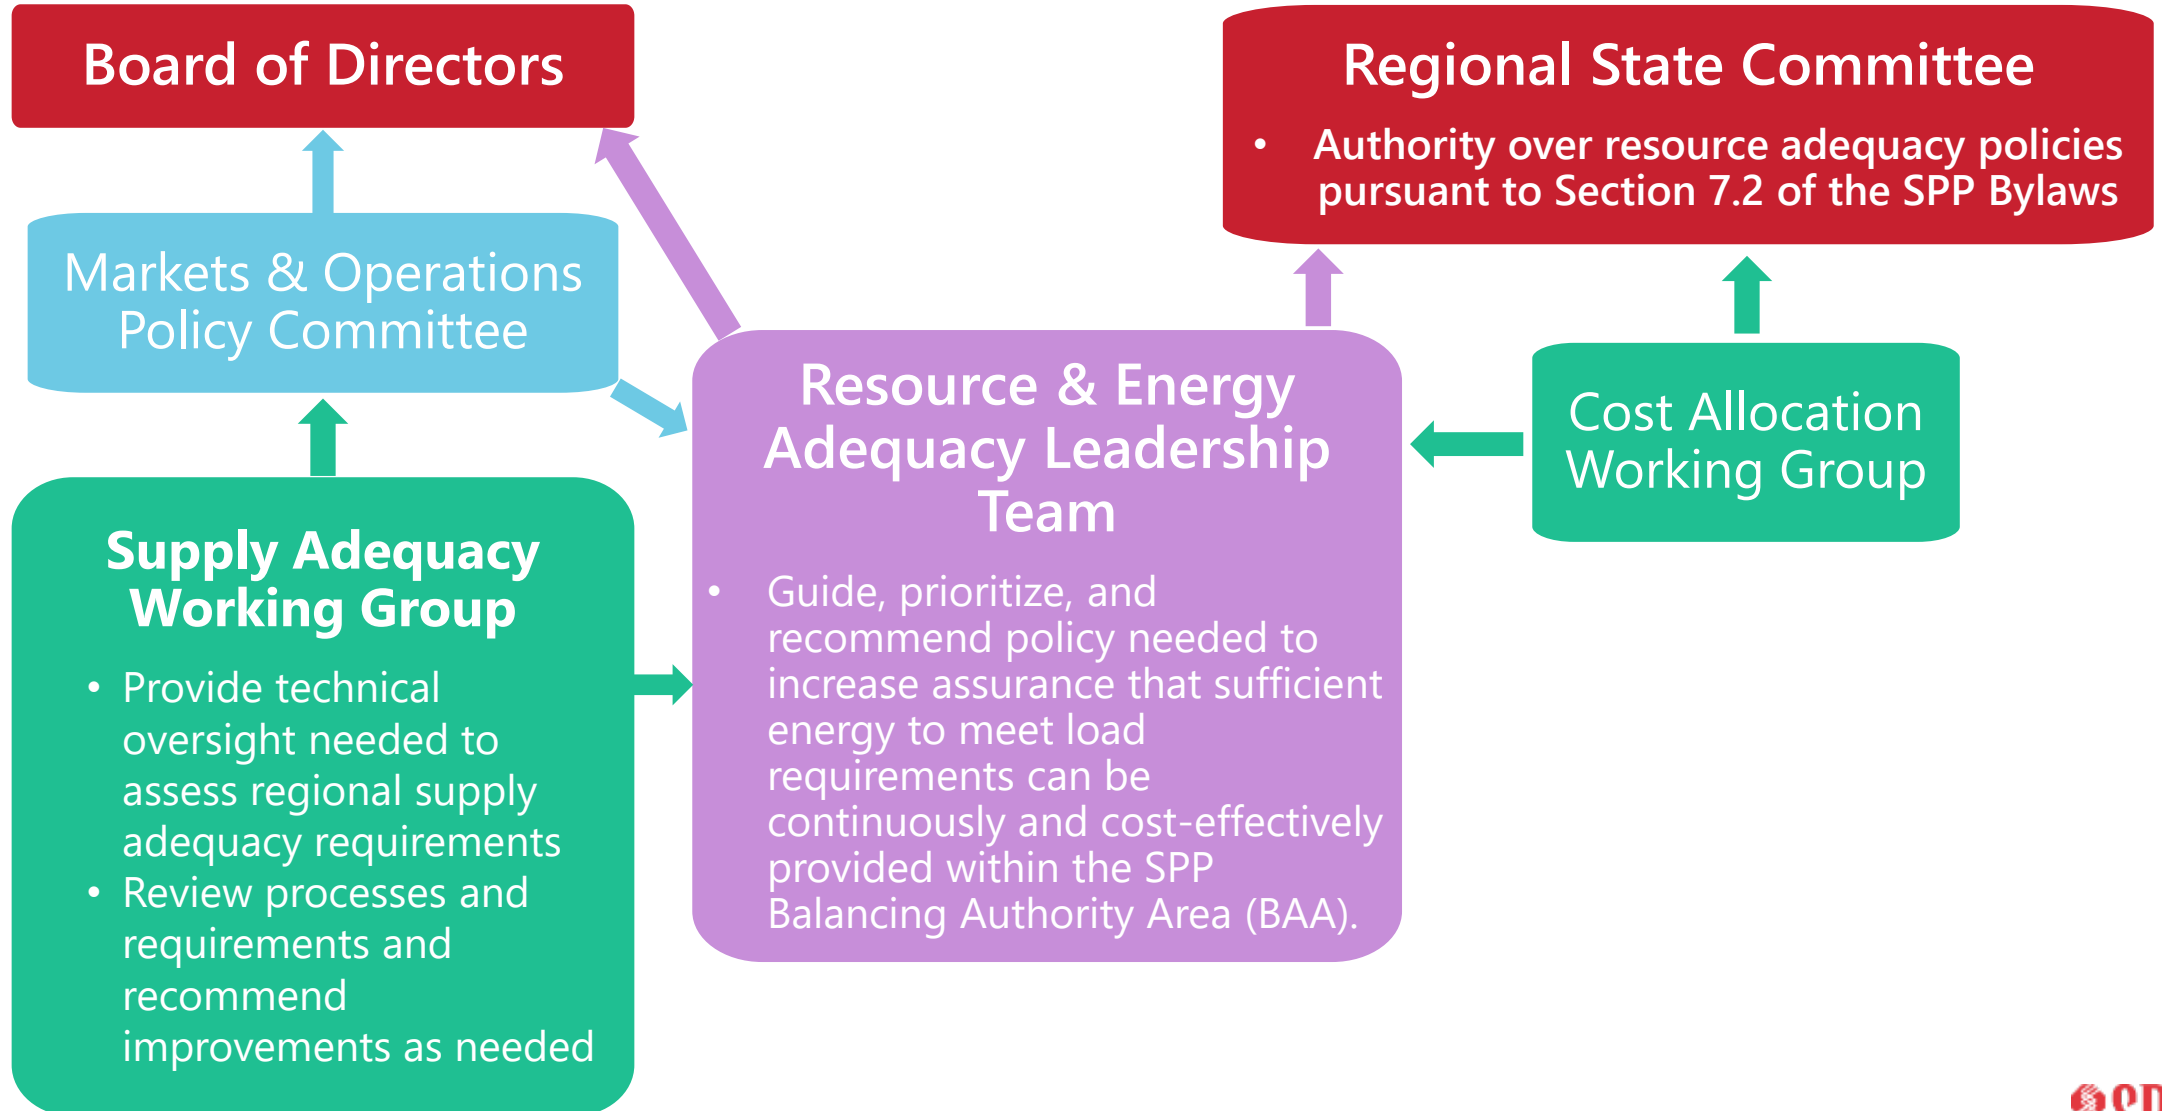 Board of Directors
Regional State Committee
• Authority over resource adequacy policies
pursuant to Section 7.2 of the SPP Bylaws
Markets & Operations
Policy Committee
Resource & Energy
Adequacy Leadership
Team
• Guide, prioritize, and
recommend policy needed to
increase assurance that sufficient
energy to meet load
requirements can be
continuously and cost-effectively
provided within the SPP
Balancing Authority Area (BAA).
Cost Allocation
Working Group
Supply Adequacy
Working Group
• Provide technical
oversight needed to
assess regional supply
adequacy requirements
• Review processes and
requirements and
recommend
improvements as needed